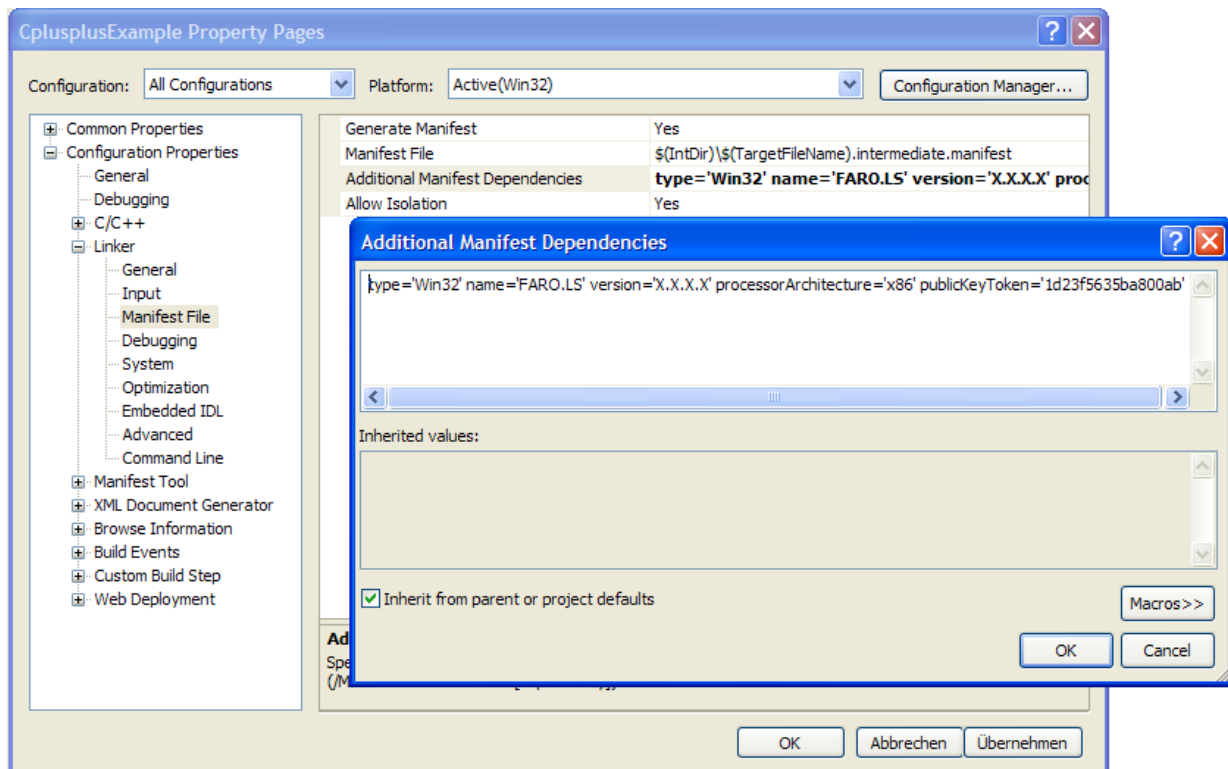 CplusplusExample Property Pages
Configuration: All Configurations Platform: Active(Win32) Configuration Manager...
Common Properties
Configuration Properties
General
Debugging
C/C++
Linker
General
Input
Manifest File
Debugging
System
Optimization
Embedded IDL
Advanced
Command Line
Manifest Tool
XML Document Generator
Browse Information
Build Events
Custom Build Step
Web Deployment
Generate Manifest Yes
Manifest File $(IntDir)\$(TargetFileName).intermediate.manifest
Additional Manifest Dependencies type='Win32' name='FARO.LS' version='X.X.X.X' proc
Allow Isolation Yes
Additional Manifest Dependencies
type='Win32' name='FARO.LS' version='X.X.X.X' processorArchitecture='x86' publicKeyToken='1d23f5635ba800ab'
Inherited values:
Inherit from parent or project defaults
Macros>>
OK Cancel
Ad
Spe
(/M
OK Abbrechen Übernehmen